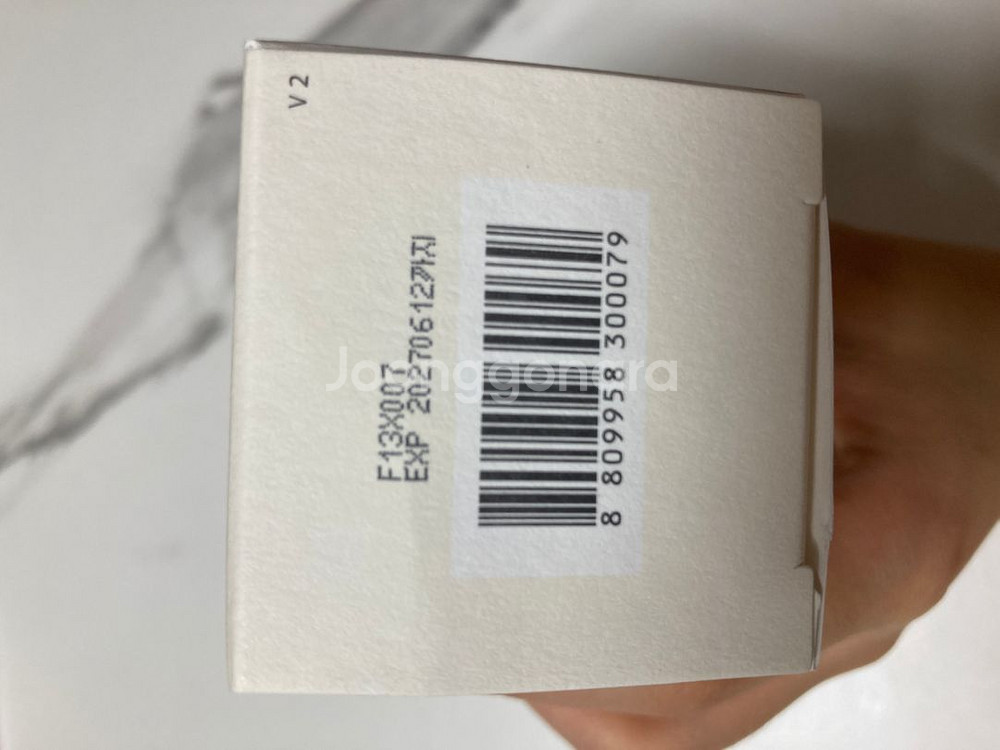 V 2
F13X007
EXP 20270612까지
8 809958 300079
Joonggonara